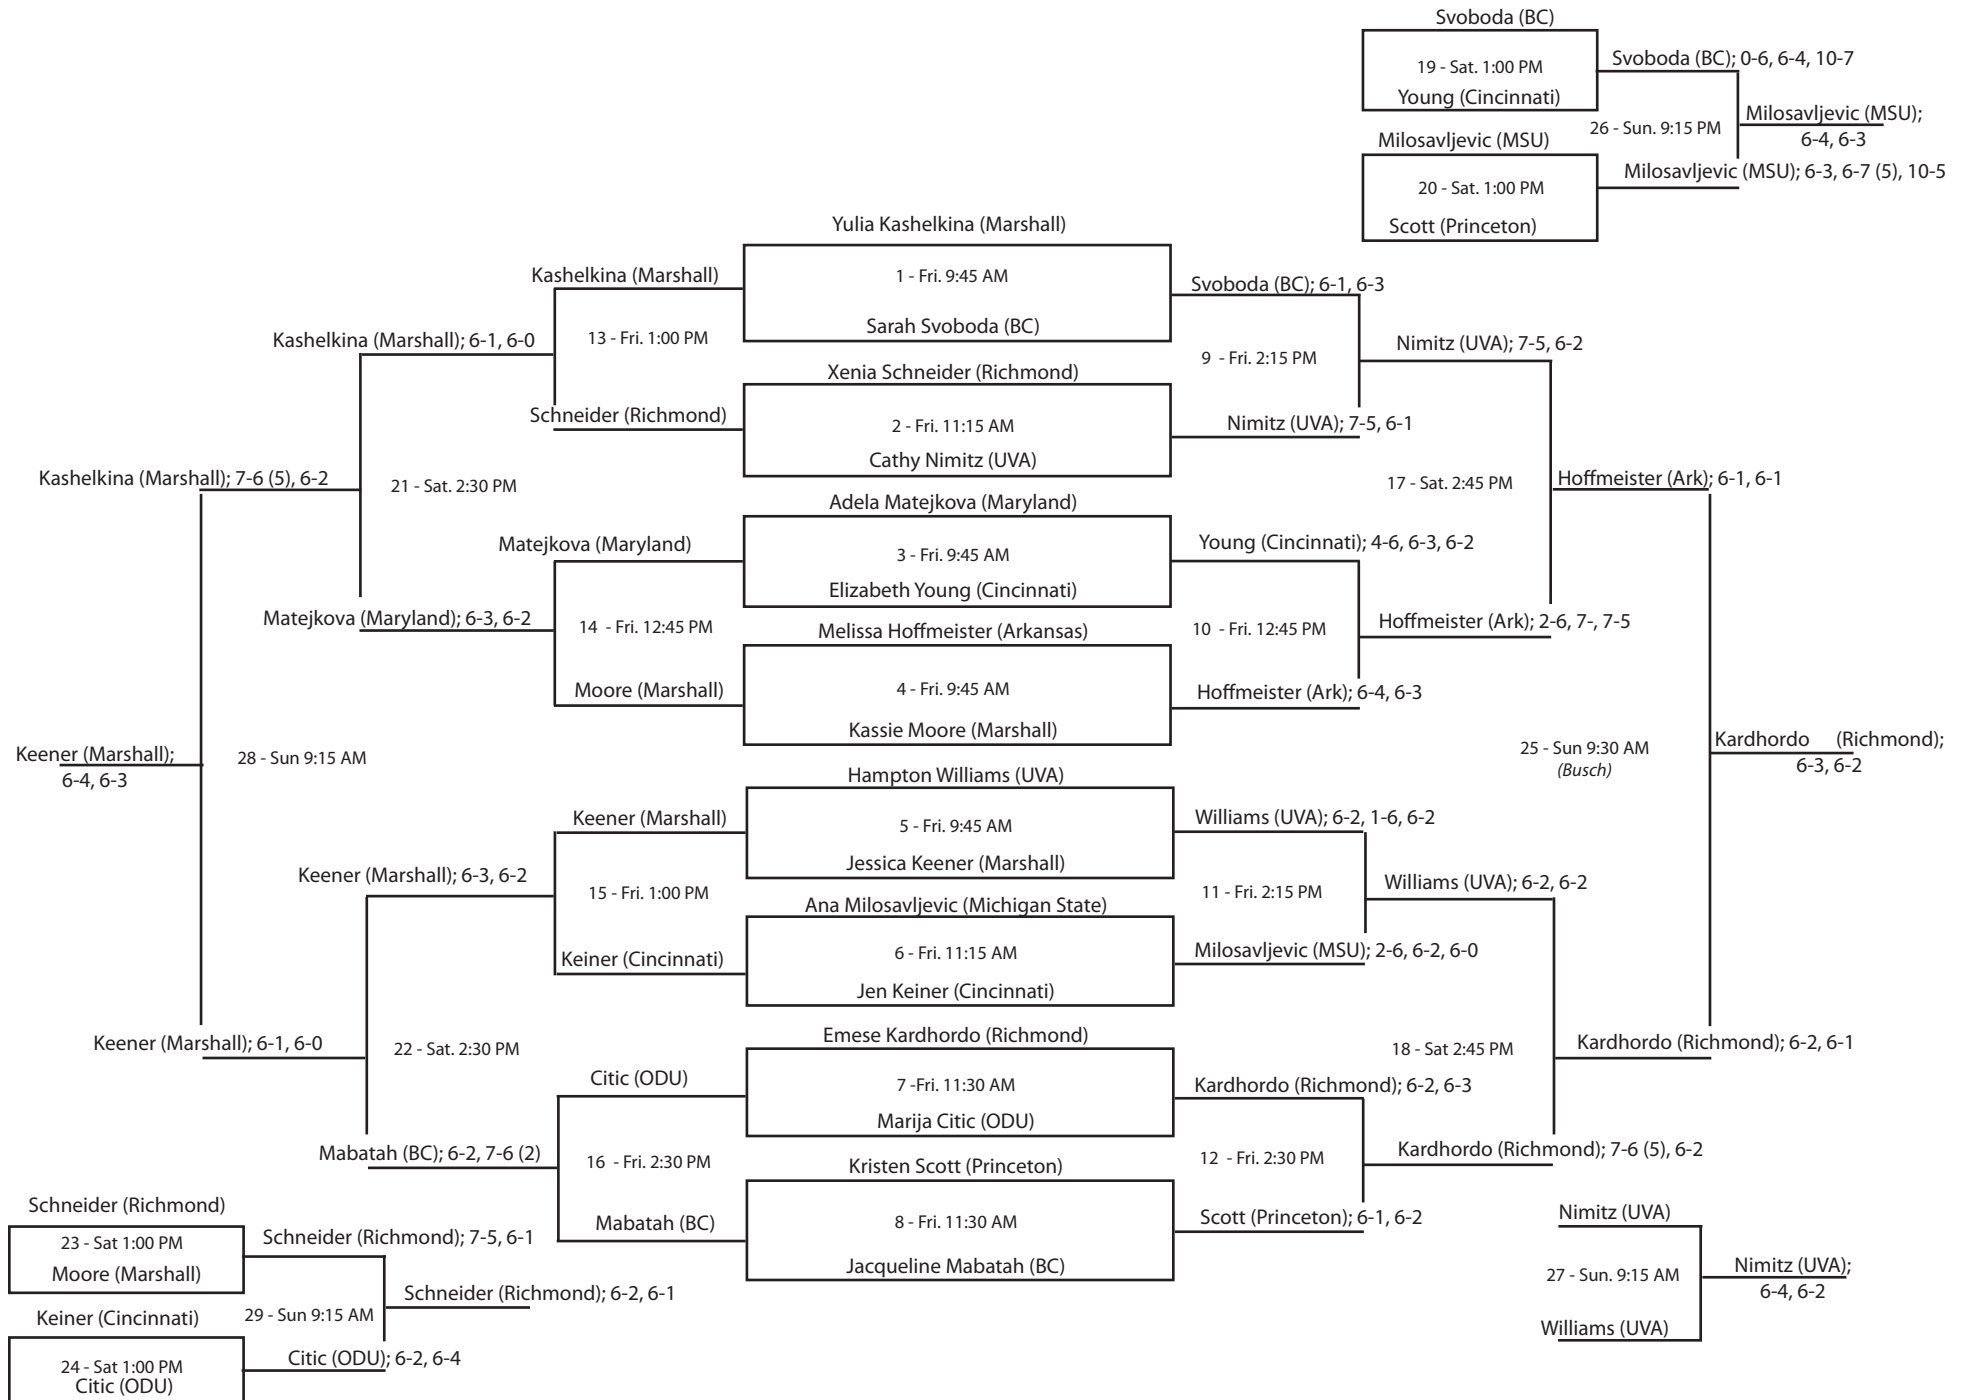 Svoboda (BC)
19 - Sat. 1:00 PM
Young (Cincinnati)
Svoboda (BC); 0-6, 6-4, 10-7
26 - Sun. 9:15 PM
Milosavljevic (MSU);
6-4, 6-3
Milosavljevic (MSU)
20 - Sat. 1:00 PM
Scott (Princeton)
Milosavljevic (MSU); 6-3, 6-7 (5), 10-5
Yulia Kashelkina (Marshall)
1 - Fri. 9:45 AM
Sarah Svoboda (BC)
Kashelkina (Marshall)
Svoboda (BC); 6-1, 6-3
Kashelkina (Marshall); 6-1, 6-0
13 - Fri. 1:00 PM
9 - Fri. 2:15 PM
Nimitz (UVA); 7-5, 6-2
Xenia Schneider (Richmond)
2 - Fri. 11:15 AM
Cathy Nimitz (UVA)
Schneider (Richmond)
Nimitz (UVA); 7-5, 6-1
Kashelkina (Marshall); 7-6 (5), 6-2
21 - Sat. 2:30 PM
17 - Sat. 2:45 PM
Hoffmeister (Ark); 6-1, 6-1
Adela Matejkova (Maryland)
3 - Fri. 9:45 AM
Elizabeth Young (Cincinnati)
Matejkova (Maryland)
Young (Cincinnati); 4-6, 6-3, 6-2
Matejkova (Maryland); 6-3, 6-2
14 - Fri. 12:45 PM
10 - Fri. 12:45 PM
Hoffmeister (Ark); 2-6, 7-, 7-5
Melissa Hoffmeister (Arkansas)
4 - Fri. 9:45 AM
Kassie Moore (Marshall)
Moore (Marshall)
Hoffmeister (Ark); 6-4, 6-3
Keener (Marshall);
6-4, 6-3
28 - Sun 9:15 AM
25 - Sun 9:30 AM
(Busch)
Kardhordo (Richmond);
6-3, 6-2
Hampton Williams (UVA)
5 - Fri. 9:45 AM
Jessica Keener (Marshall)
Keener (Marshall)
Williams (UVA); 6-2, 1-6, 6-2
Keener (Marshall); 6-3, 6-2
15 - Fri. 1:00 PM
11 - Fri. 2:15 PM
Williams (UVA); 6-2, 6-2
Ana Milosavljevic (Michigan State)
6 - Fri. 11:15 AM
Jen Keiner (Cincinnati)
Keiner (Cincinnati)
Milosavljevic (MSU); 2-6, 6-2, 6-0
Keener (Marshall); 6-1, 6-0
22 - Sat. 2:30 PM
18 - Sat 2:45 PM
Kardhordo (Richmond); 6-2, 6-1
Emese Kardhordo (Richmond)
7 -Fri. 11:30 AM
Marija Citic (ODU)
Citic (ODU)
Kardhordo (Richmond); 6-2, 6-3
Mabatah (BC); 6-2, 7-6 (2)
16 - Fri. 2:30 PM
12 - Fri. 2:30 PM
Kardhordo (Richmond); 7-6 (5), 6-2
Kristen Scott (Princeton)
8 - Fri. 11:30 AM
Jacqueline Mabatah (BC)
Mabatah (BC)
Scott (Princeton); 6-1, 6-2
Schneider (Richmond)
23 - Sat 1:00 PM
Moore (Marshall)
Schneider (Richmond); 7-5, 6-1
29 - Sun 9:15 AM
Schneider (Richmond); 6-2, 6-1
Keiner (Cincinnati)
24 - Sat 1:00 PM
Citic (ODU)
Citic (ODU); 6-2, 6-4
Nimitz (UVA)
27 - Sun. 9:15 AM
Nimitz (UVA);
6-4, 6-2
Williams (UVA)